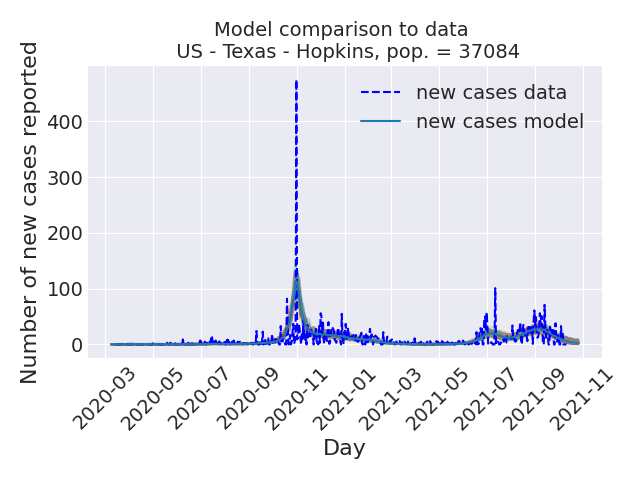 Model comparison to data
US - Texas - Hopkins, pop. = 37084
Number of new cases reported
400
300
200
100
0
new cases data
new cases model
2020-03
2020-05
2020-07
2020-09
2020-11
2021-01
2021-03
2021-05
2021-07
2021-09
2021-11
Day